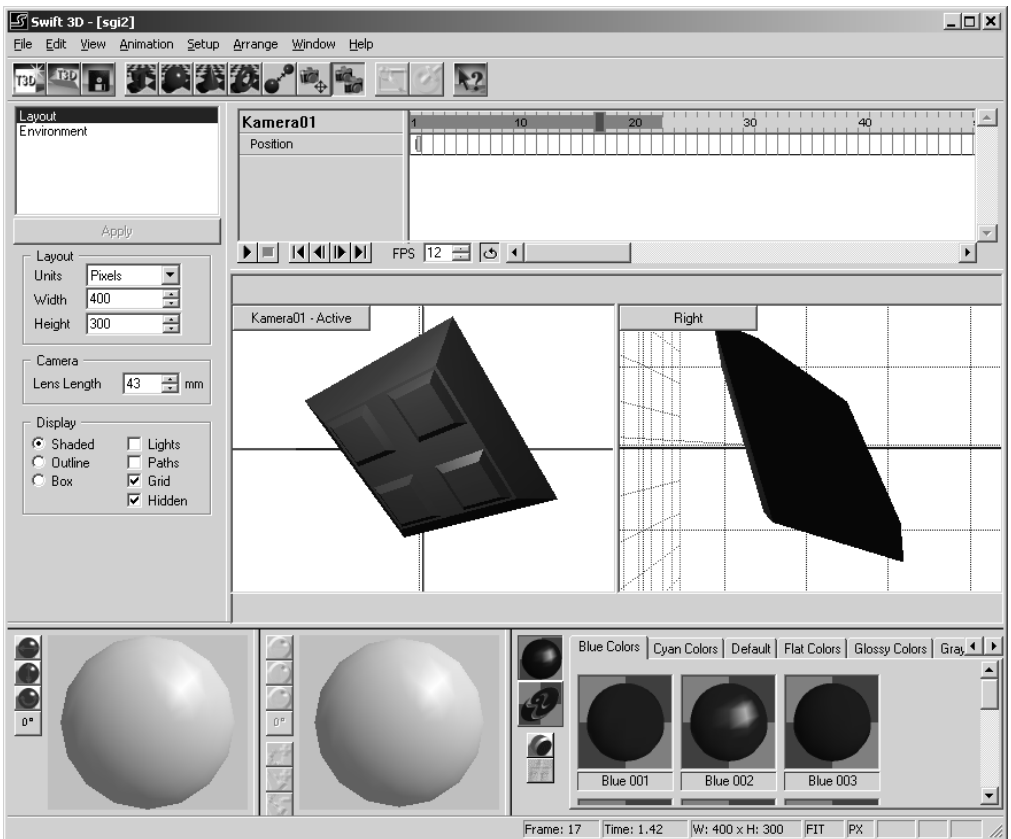 Swift 3D - [sgi2]
File Edit View Animation Setup Arrange Window Help
T3D T3D
Layout
Environment
Apply
Kamera01
1 10 20 30 40
Position
FPS 12
Layout
Units Pixels
Width 400
Height 300
Camera
Lens Length 43 mm
Display
Shaded Lights
Outline Paths
Box Grid
Hidden
Kamera01 - Active
Right
0°
0°
Blue Colors Cyan Colors Default Flat Colors Glossy Colors Gray
Blue 001 Blue 002 Blue 003
Frame: 17 Time: 1.42 W: 400 x H: 300 FIT PX